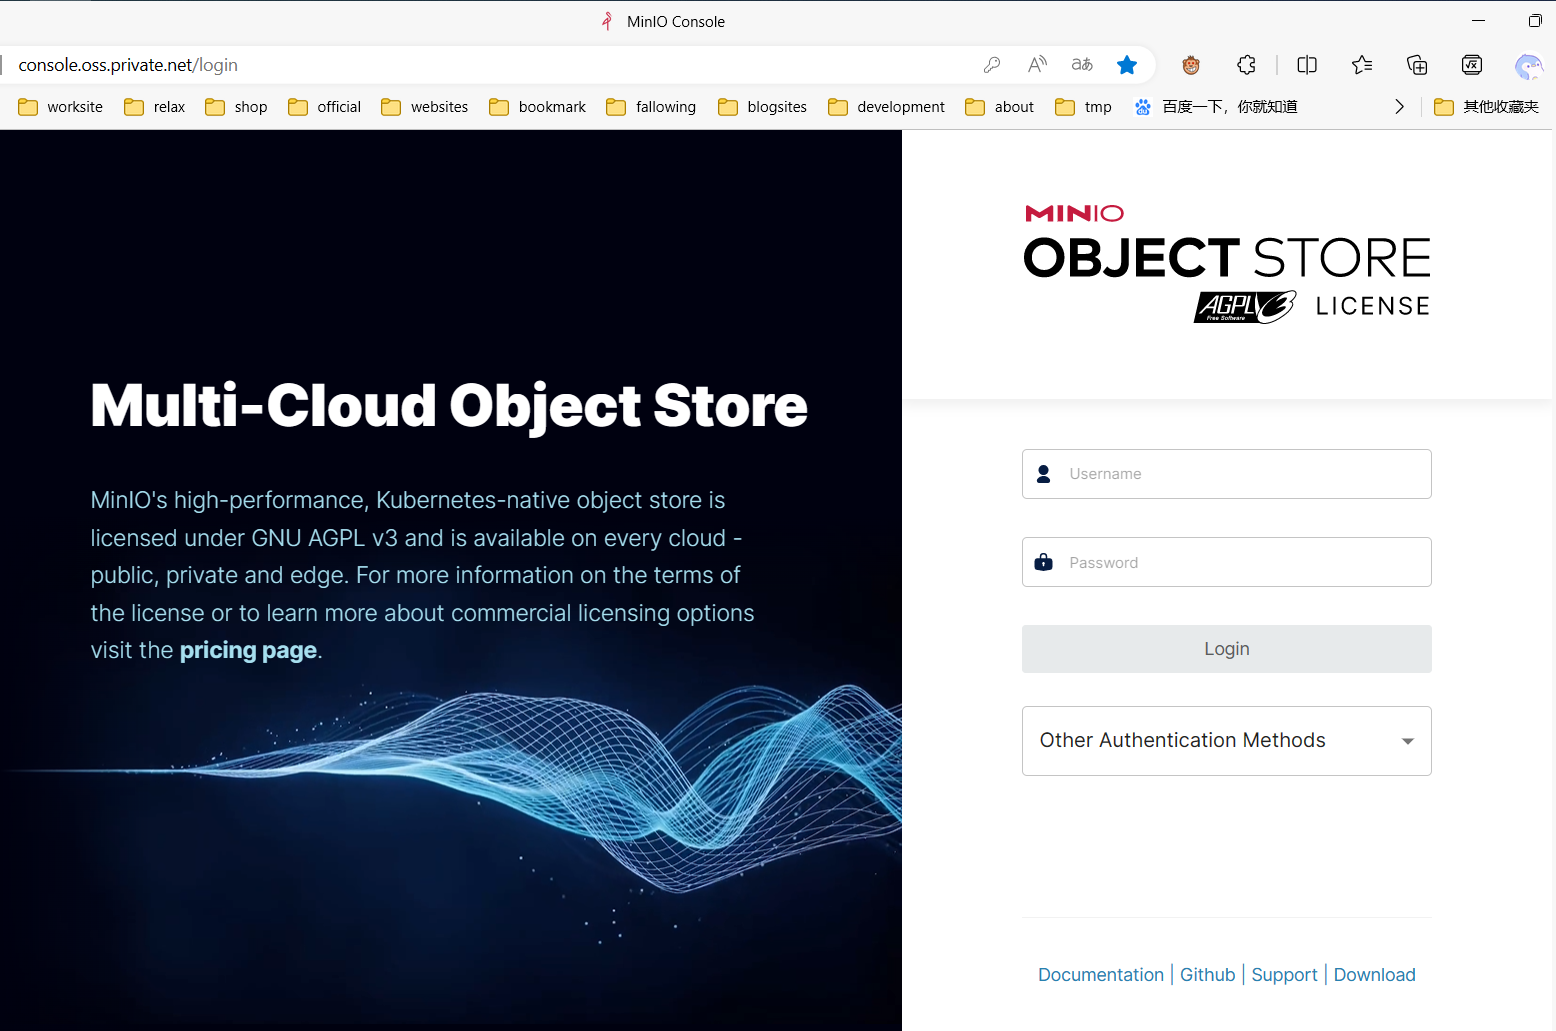 MinIO Console
console.oss.private.net/login
worksite relax shop official websites bookmark fallowing blogsites development about tmp 百度一下，你就知道 其他收藏夹
MINIO
OBJECT STORE
AGPL v3 Free Software LICENSE
Multi-Cloud Object Store
MinIO's high-performance, Kubernetes-native object store is
licensed under GNU AGPL v3 and is available on every cloud -
public, private and edge. For more information on the terms of
the license or to learn more about commercial licensing options
visit the pricing page.
Username
Password
Login
Other Authentication Methods
Documentation | Github | Support | Download